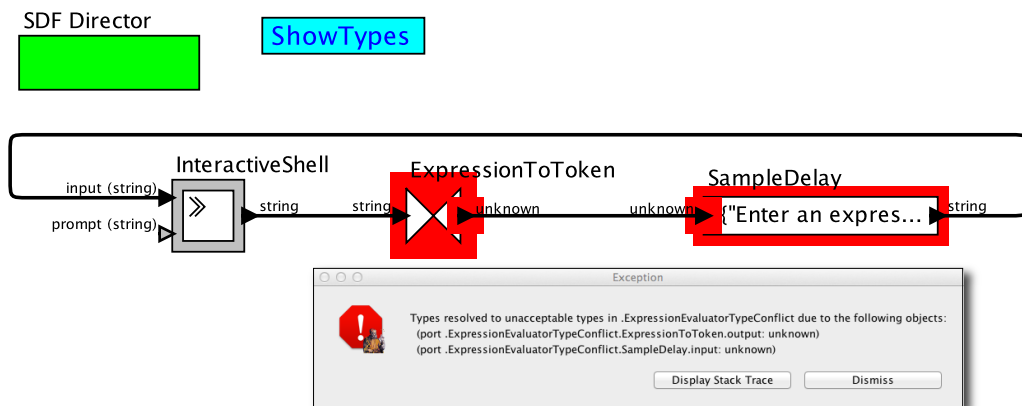 SDF Director
ShowTypes
InteractiveShell
ExpressionToToken
SampleDelay
input (string)
string
string
unknown
unknown
{"Enter an expres...
string
prompt (string)
Exception
Types resolved to unacceptable types in .ExpressionEvaluatorTypeConflict due to the following objects:
(port .ExpressionEvaluatorTypeConflict.ExpressionToToken.output: unknown)
(port .ExpressionEvaluatorTypeConflict.SampleDelay.input: unknown)
Display Stack Trace
Dismiss